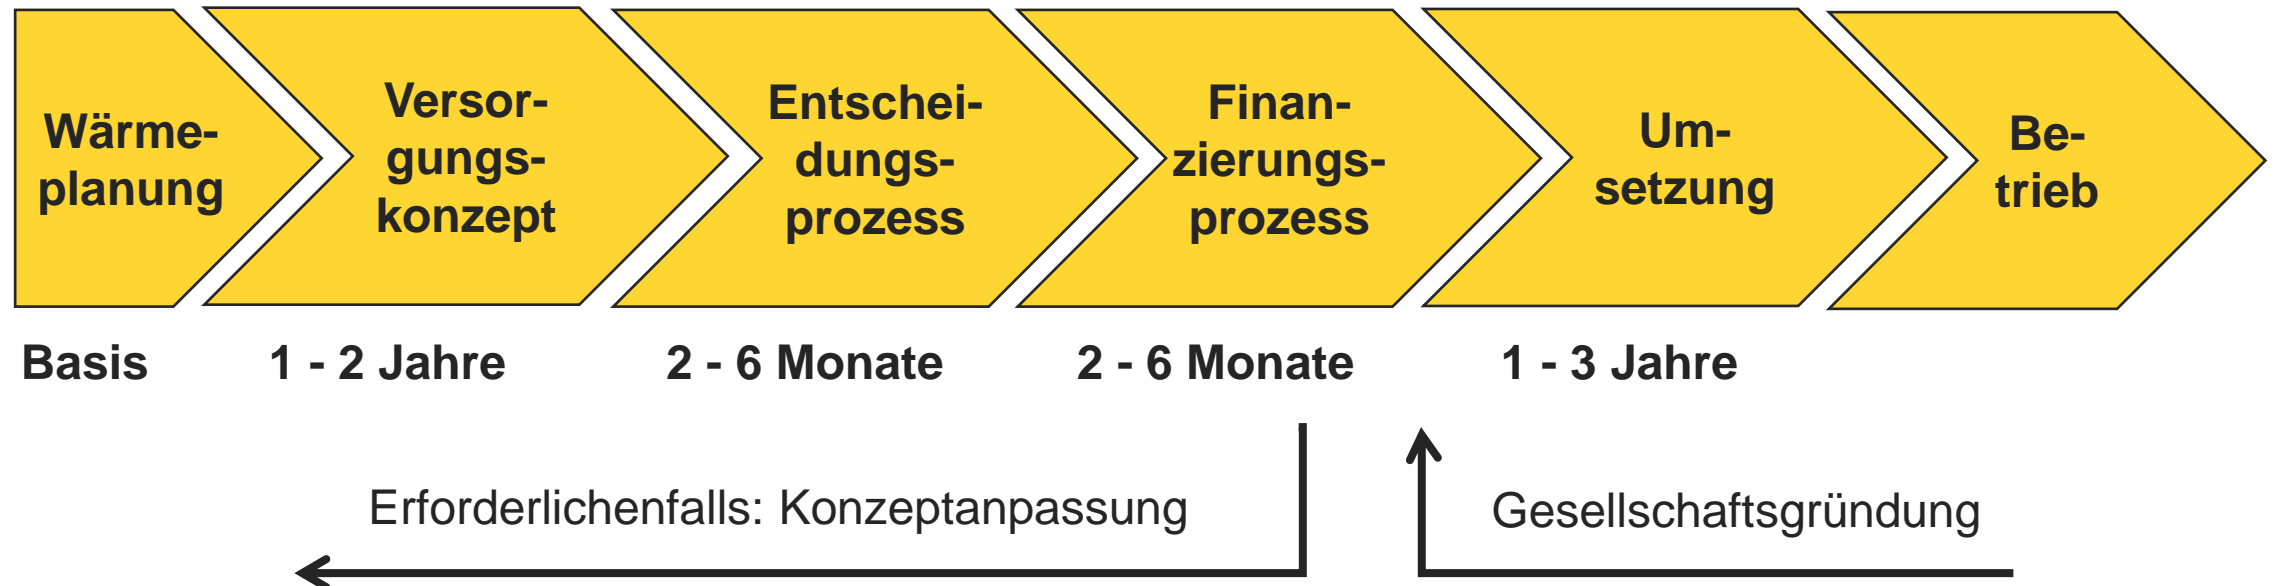 Wärme-
planung
Versor-
gungs-
konzept
Entschei-
dungs-
prozess
Finan-
zierungs-
prozess
Um-
setzung
Be-
trieb
Basis
1 - 2 Jahre
2 - 6 Monate
2 - 6 Monate
1 - 3 Jahre
Erforderlichenfalls: Konzeptanpassung
Gesellschaftsgründung